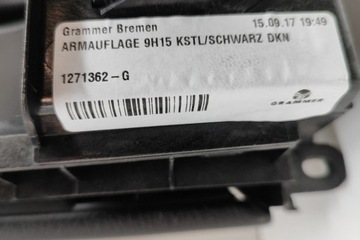 Grammer Bremen 15.09.17 19:49
ARMAUFLAGE 9H15 KSTL/SCHWARZ DKN
1271362-G
GRAMMER